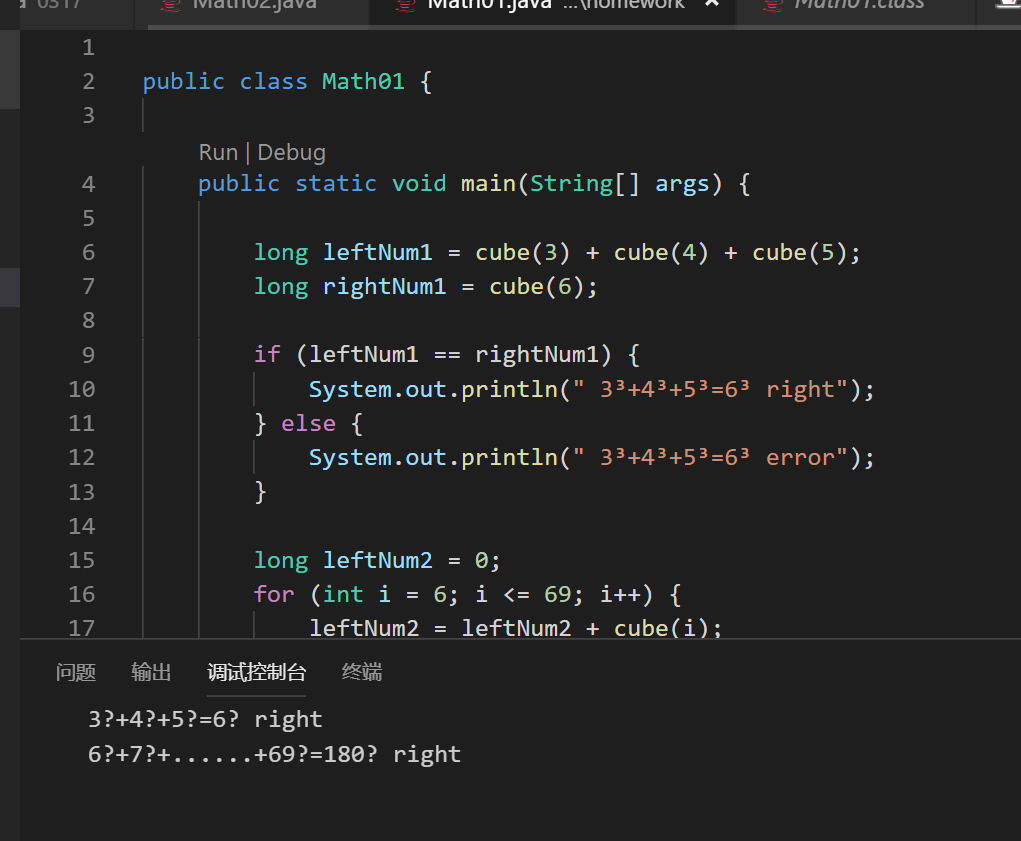 0317 Math02.java Math01.java ...\homework Math01.class
1
2 public class Math01 {
3
Run | Debug
4 public static void main(String[] args) {
5
6 long leftNum1 = cube(3) + cube(4) + cube(5);
7 long rightNum1 = cube(6);
8
9 if (leftNum1 == rightNum1) {
10 System.out.println(" 3³+4³+5³=6³ right");
11 } else {
12 System.out.println(" 3³+4³+5³=6³ error");
13 }
14
15 long leftNum2 = 0;
16 for (int i = 6; i <= 69; i++) {
17 leftNum2 = leftNum2 + cube(i);
问题 输出 调试控制台 终端
3?+4?+5?=6? right
6?+7?+......+69?=180? right